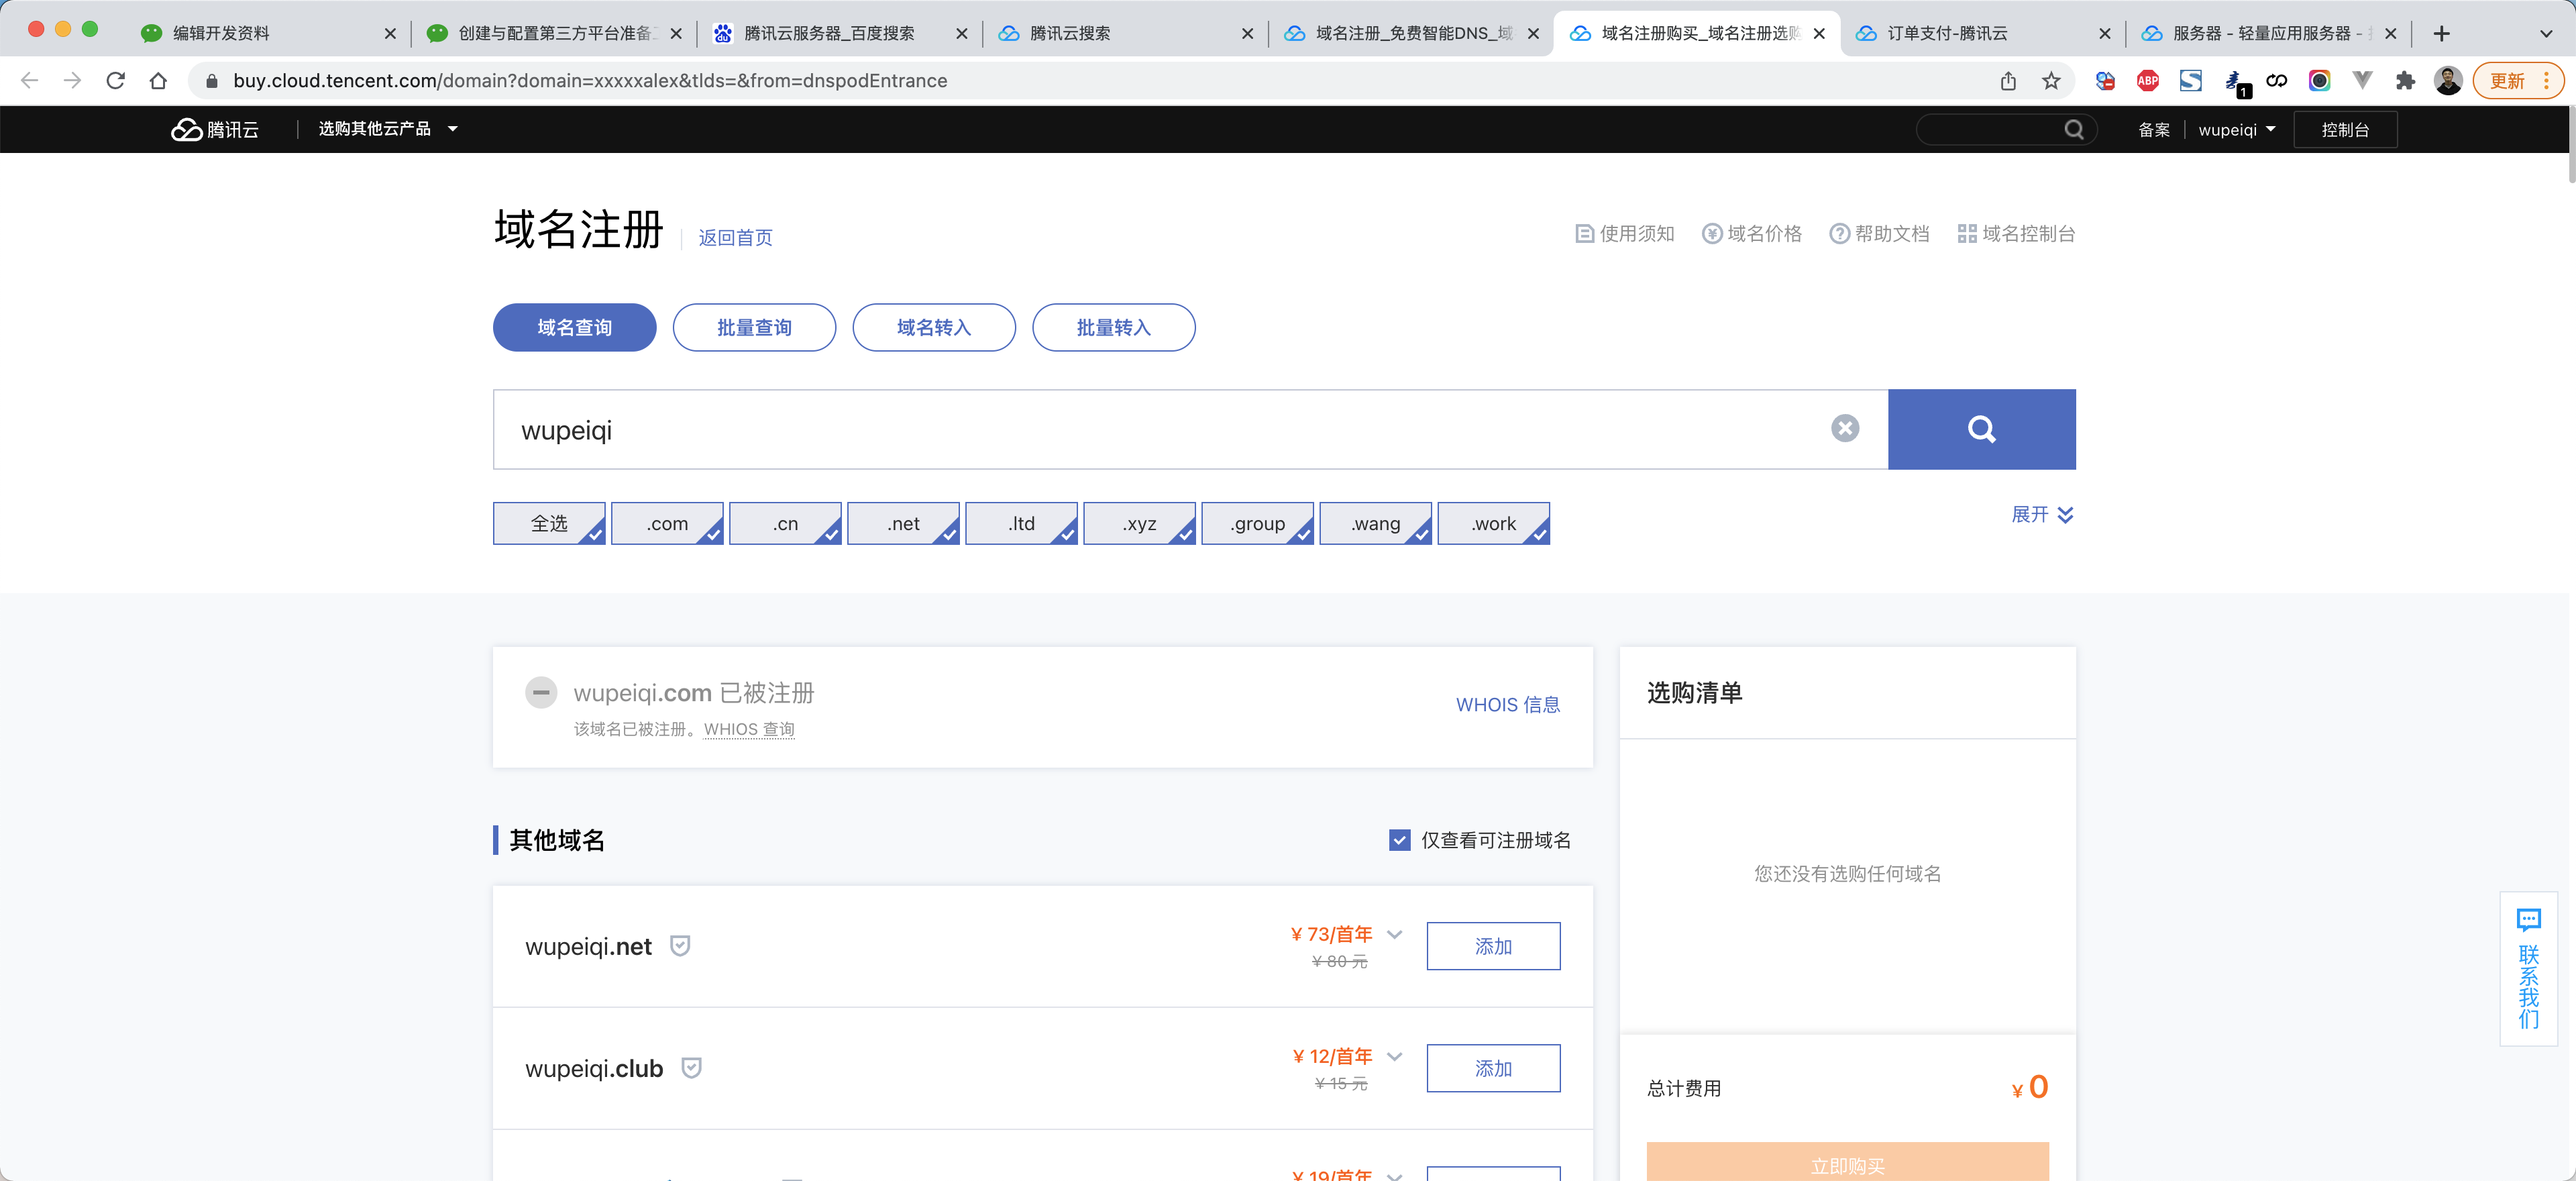 编辑开发资料
创建与配置第三方平台准备
腾讯云服务器_百度搜索
腾讯云搜索
域名注册_免费智能DNS_域
域名注册购买_域名注册选购
订单支付-腾讯云
服务器 - 轻量应用服务器 -
buy.cloud.tencent.com/domain?domain=xxxxxalex&tlds=&from=dnspodEntrance
ABP
1
更新
腾讯云
选购其他云产品
备案
wupeiqi
控制台
域名注册
返回首页
使用须知
域名价格
帮助文档
域名控制台
域名查询
批量查询
域名转入
批量转入
wupeiqi
全选
.com
.cn
.net
.ltd
.xyz
.group
.wang
.work
展开
wupeiqi.com 已被注册
该域名已被注册。WHIOS 查询
WHOIS 信息
选购清单
您还没有选购任何域名
其他域名
仅查看可注册域名
wupeiqi.net
¥ 73/首年
¥ 80 元
添加
wupeiqi.club
¥ 12/首年
¥ 15 元
添加
¥ 19/首年
总计费用
¥ 0
立即购买
联系我们